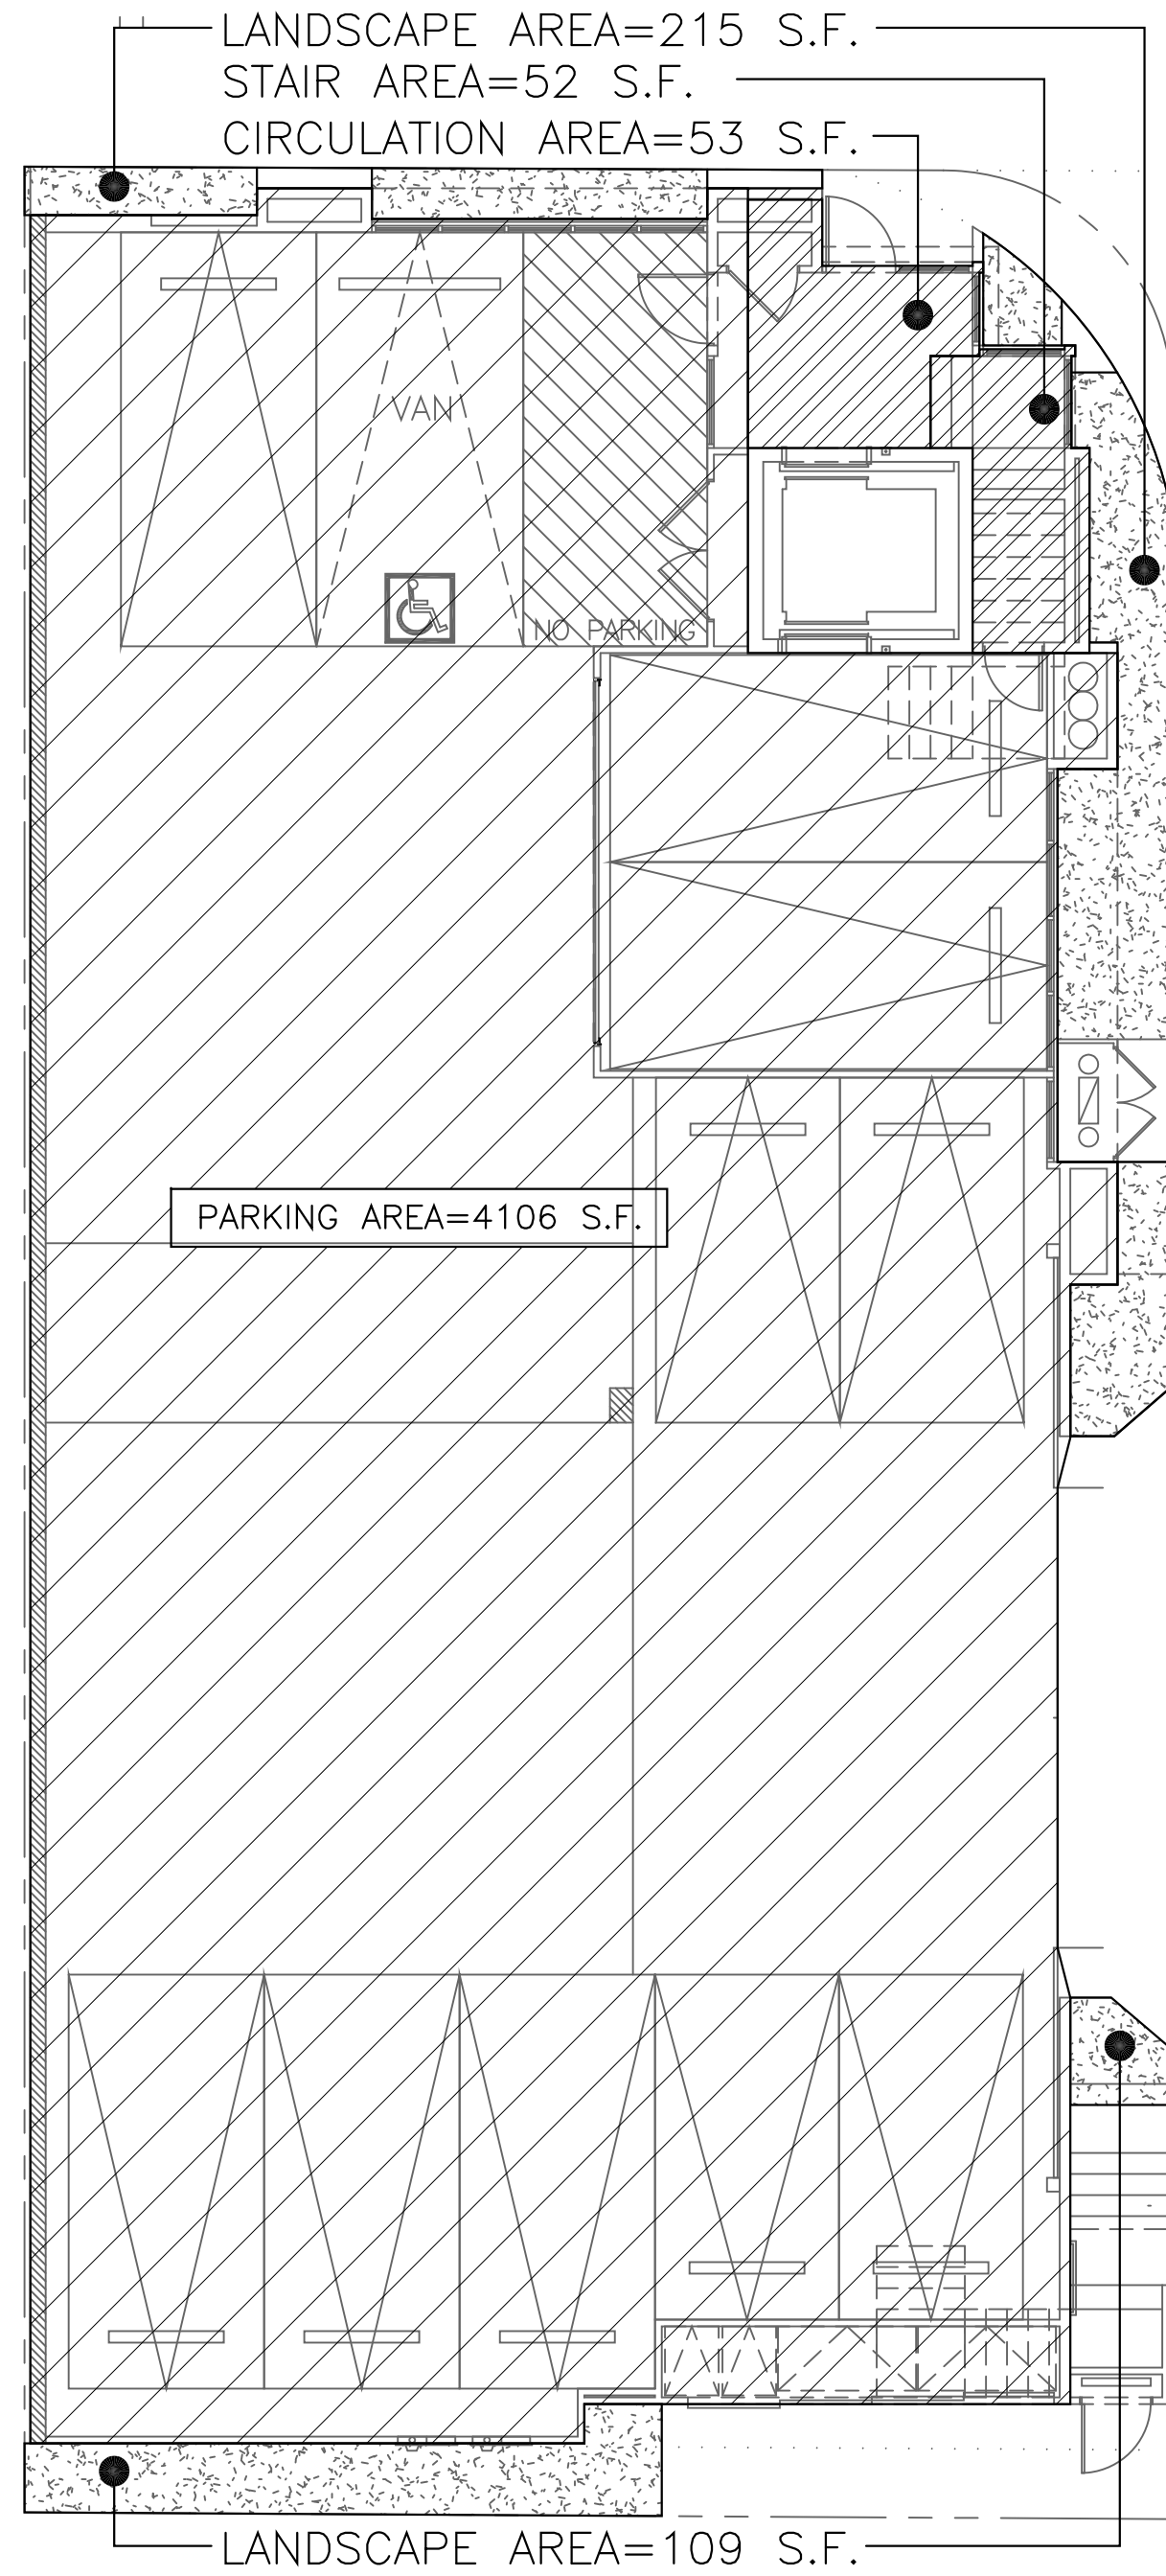 LANDSCAPE AREA=215 S.F.
STAIR AREA=52 S.F.
CIRCULATION AREA=53 S.F.
VAN
NO PARKING
PARKING AREA=4106 S.F.
LANDSCAPE AREA=109 S.F.